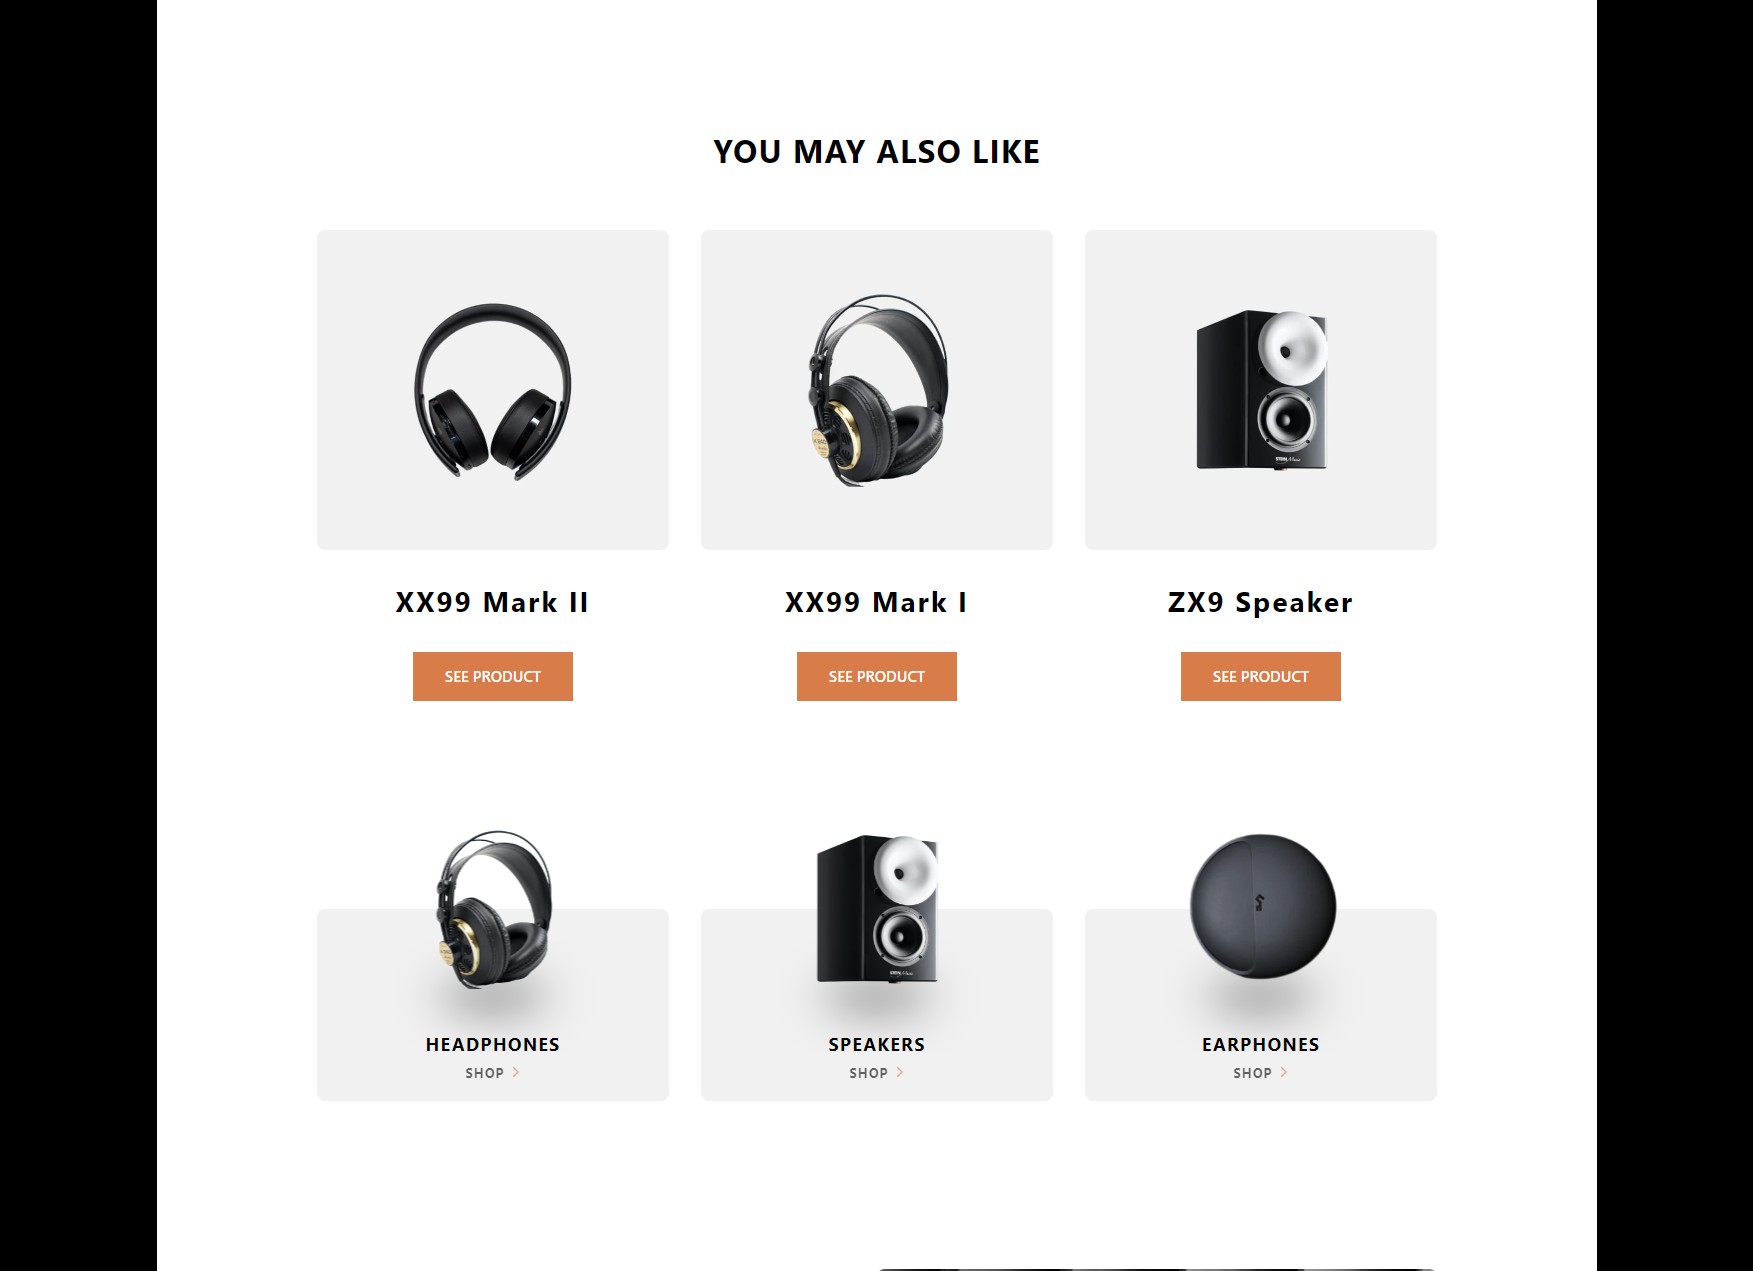 YOU MAY ALSO LIKE
XX99 Mark II
XX99 Mark I
ZX9 Speaker
SEE PRODUCT
SEE PRODUCT
SEE PRODUCT
HEADPHONES
SPEAKERS
EARPHONES
SHOP
SHOP
SHOP